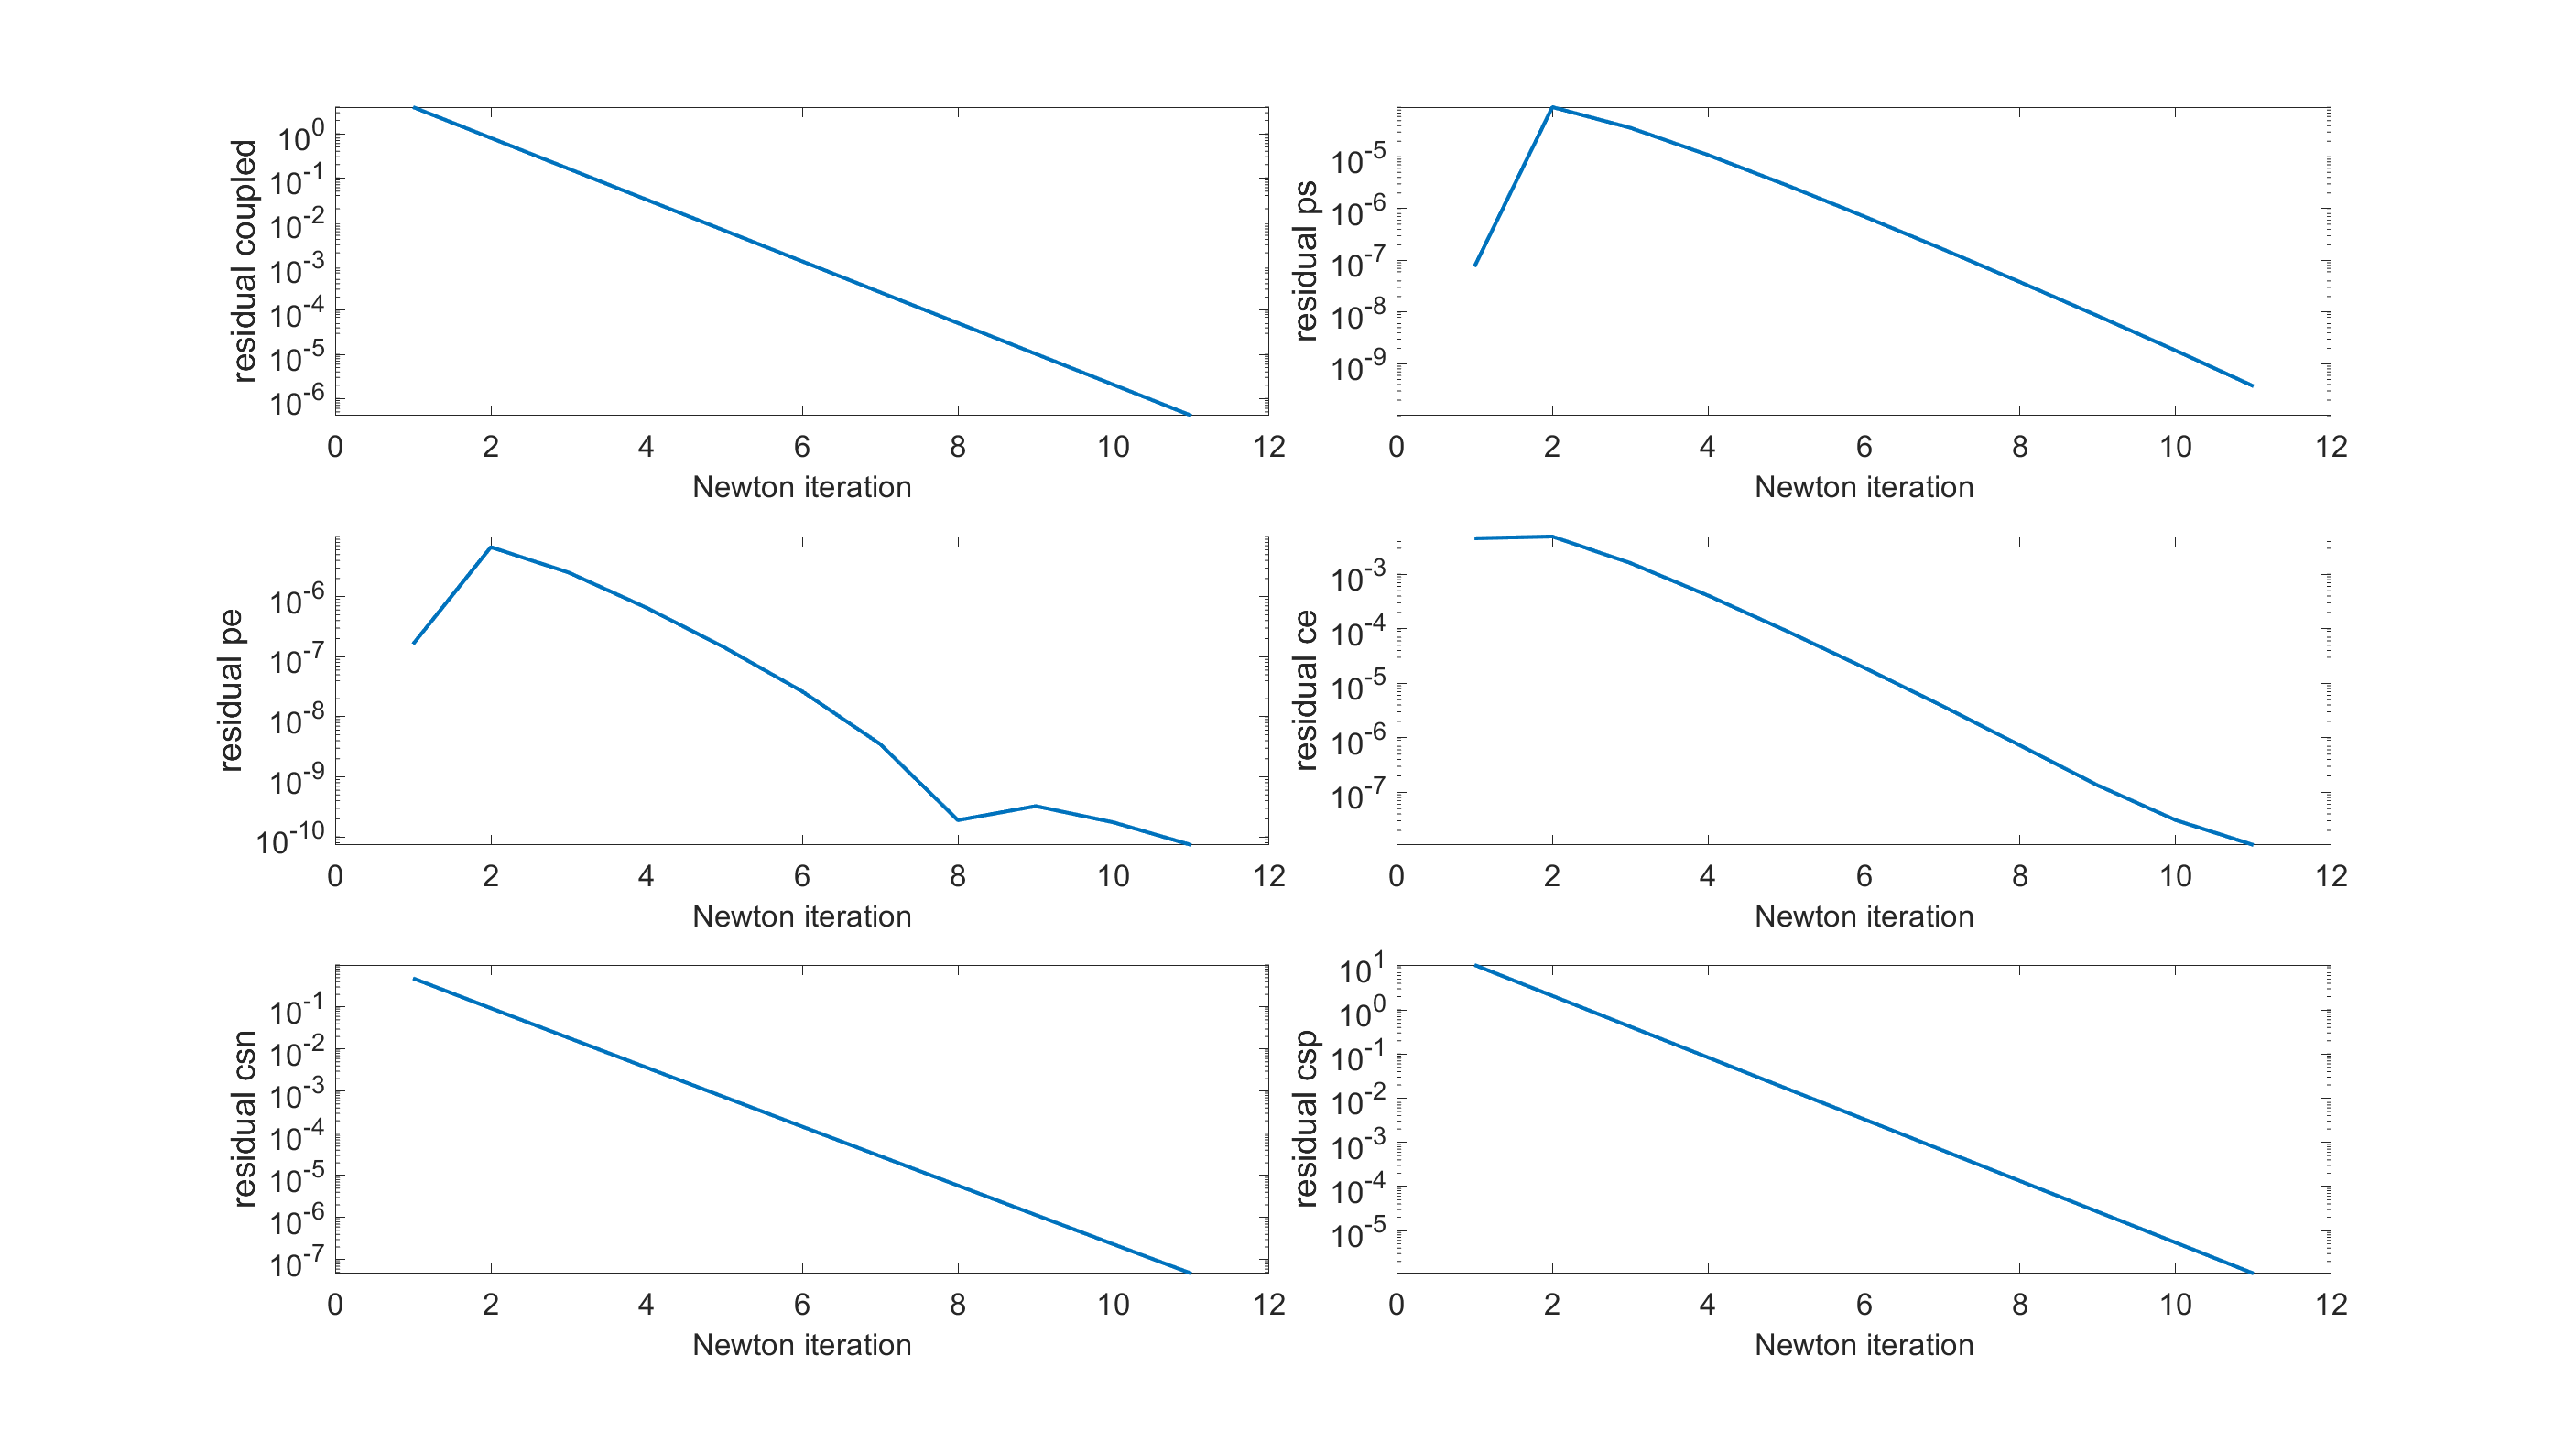 residual coupled
10^0
10^-1
10^-2
10^-3
10^-4
10^-5
10^-6
0 2 4 6 8 10 12
Newton iteration
residual ps
10^-5
10^-6
10^-7
10^-8
10^-9
0 2 4 6 8 10 12
Newton iteration
residual pe
10^-6
10^-7
10^-8
10^-9
10^-10
0 2 4 6 8 10 12
Newton iteration
residual ce
10^-3
10^-4
10^-5
10^-6
10^-7
0 2 4 6 8 10 12
Newton iteration
residual csn
10^-1
10^-2
10^-3
10^-4
10^-5
10^-6
10^-7
0 2 4 6 8 10 12
Newton iteration
residual csp
10^1
10^0
10^-1
10^-2
10^-3
10^-4
10^-5
0 2 4 6 8 10 12
Newton iteration